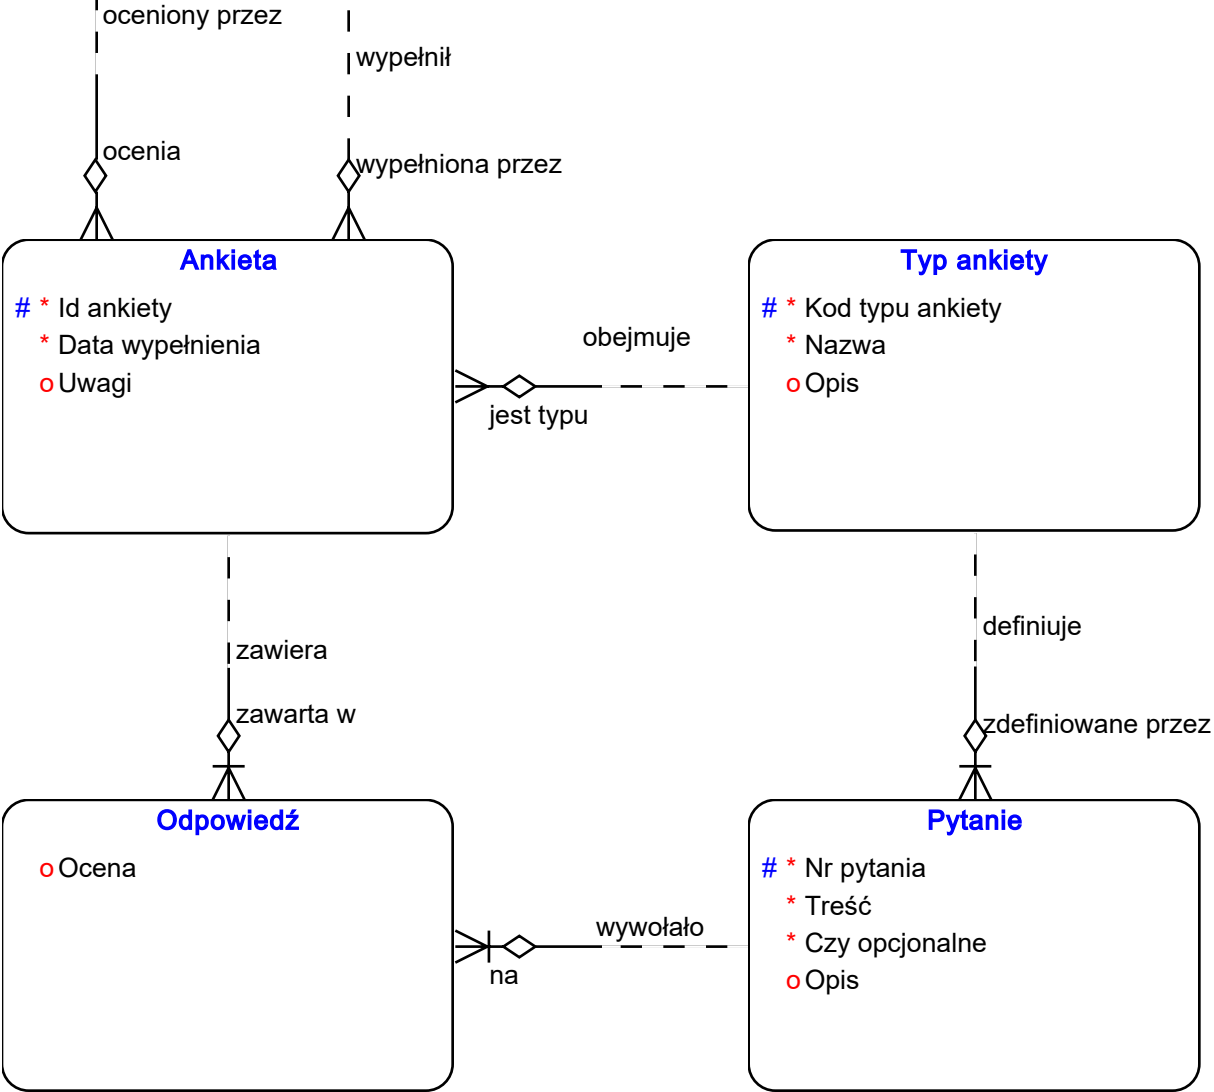 oceniony przez
wypełnił
ocenia
wypełniona przez
Ankieta
# * Id ankiety
* Data wypełnienia
o Uwagi
obejmuje
jest typu
Typ ankiety
# * Kod typu ankiety
* Nazwa
o Opis
zawiera
zawarta w
definiuje
zdefiniowane przez
Odpowiedź
o Ocena
wywołało
na
Pytanie
# * Nr pytania
* Treść
* Czy opcjonalne
o Opis